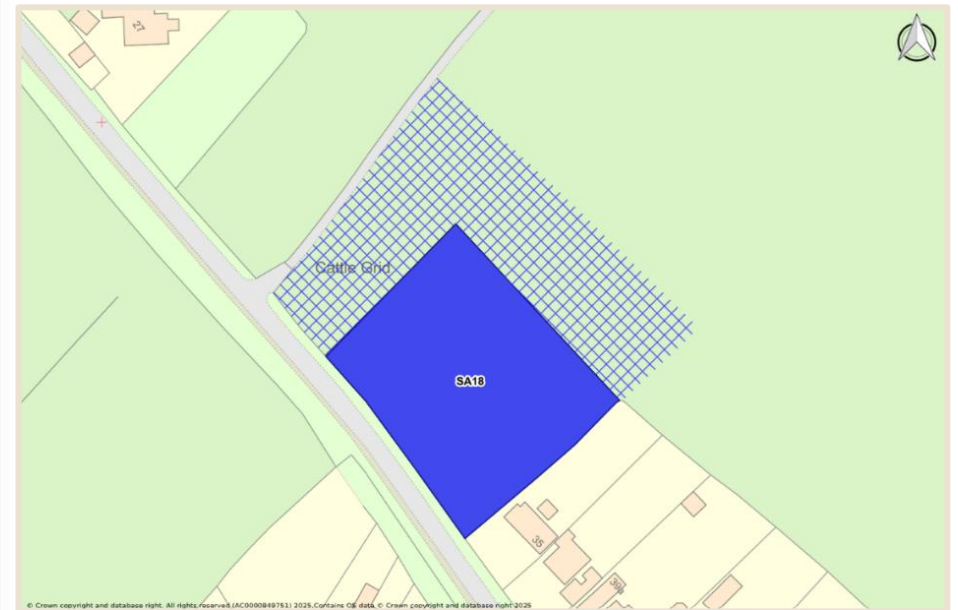 27
Cattle Grid
SA18
35
39
© Crown copyright and database right. All rights reserved (AC0000849751) 2025.Contains OS data © Crown copyright and database right 2025